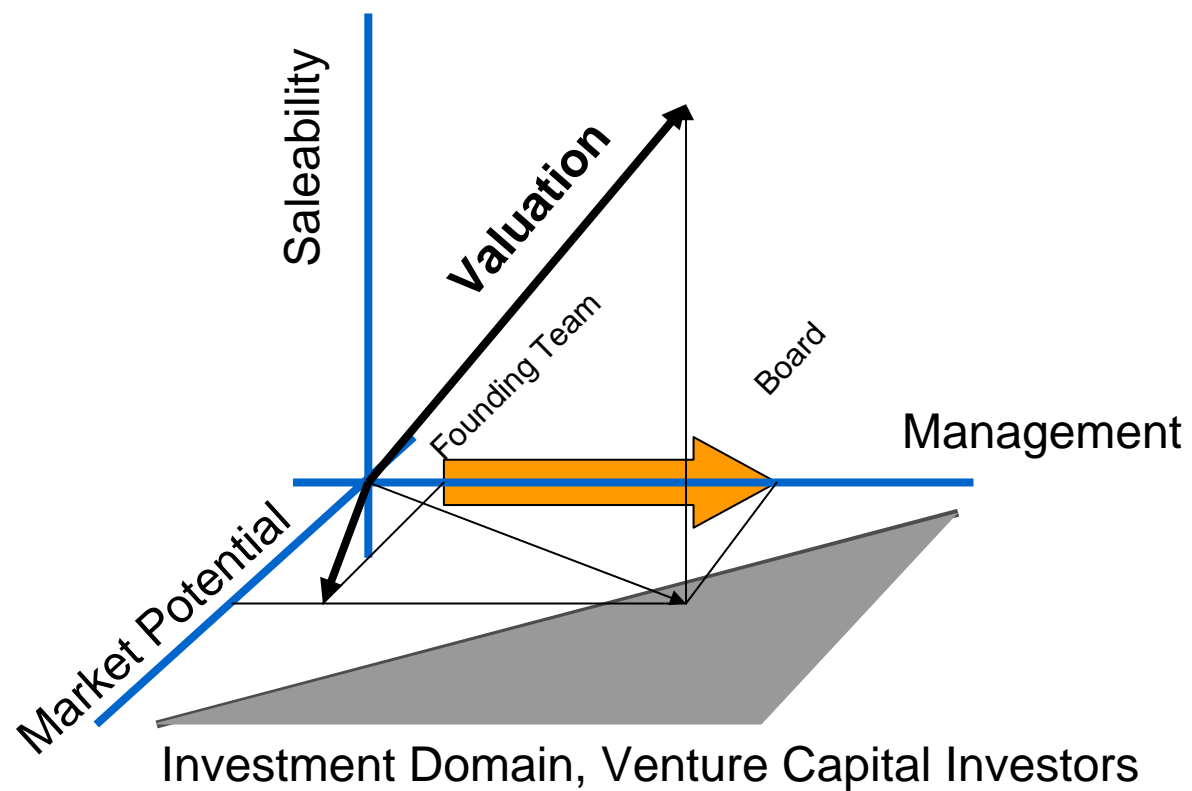 Saleability
Valuation
Founding Team
Board
Management
Market Potential
Investment Domain, Venture Capital Investors